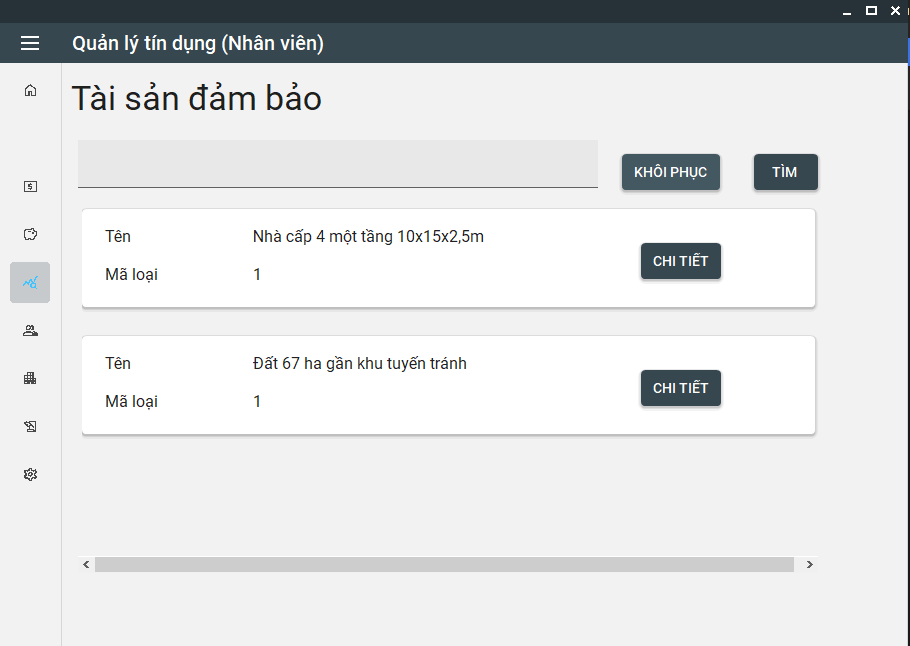 Quản lý tín dụng (Nhân viên)
Tài sản đảm bảo
KHÔI PHỤC
TÌM
Tên
Nhà cấp 4 một tầng 10x15x2,5m
Mã loại
1
CHI TIẾT
Tên
Đất 67 ha gần khu tuyến tránh
Mã loại
1
CHI TIẾT